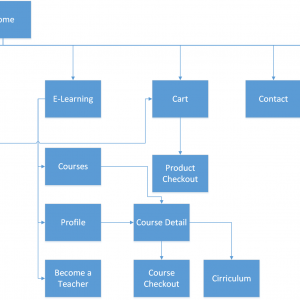 ome
E-Learning
Cart
Contact
Courses
Product
Checkout
Profile
Course Detail
Become a
Teacher
Course
Checkout
Cirriculum